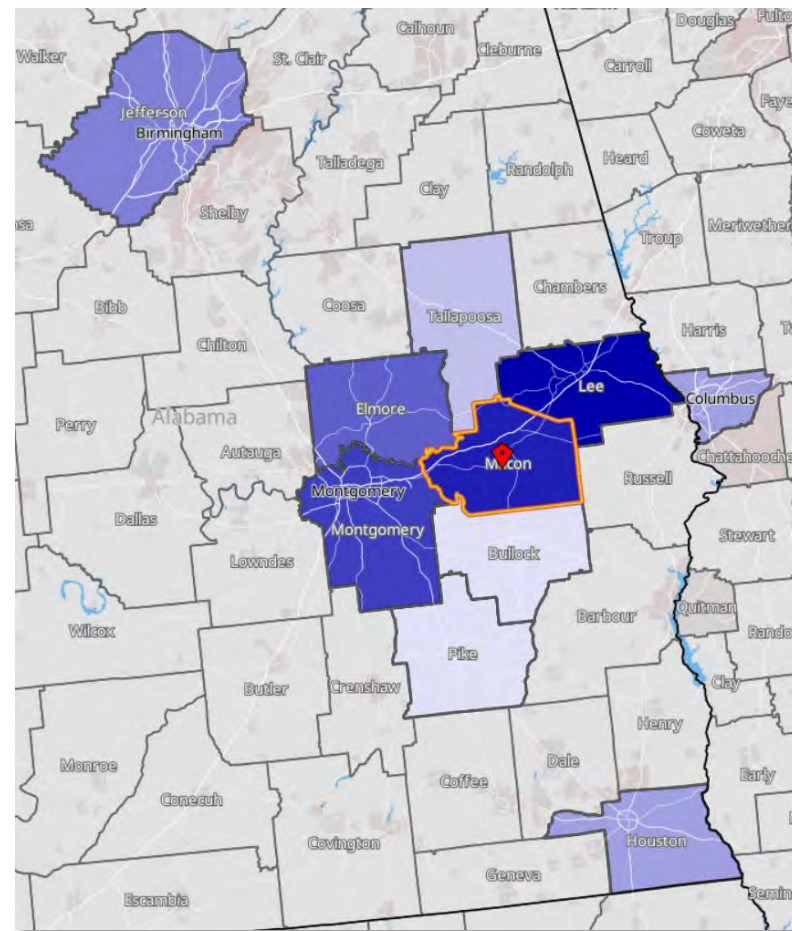 Douglas
Fulto
Calhoun
Cleburne
Walker
St. Clair
Carroll
Jefferson
Birmingham
Faye
Coweta
Talladega
Randolph
Heard
Clay
Shelby
Troup
Meriwether
Coosa
Chambers
Bibb
Tallapoosa
Harris
Chilton
Lee
Columbus
Perry
Alabama
Elmore
Autauga
Macon
Chattahooche
Russell
Montgomery
Dallas
Montgomery
Stewart
Lowndes
Bullock
Wilcox
Barbour
Quitman
Rando
Pike
Butler
Crenshaw
Clay
Henry
Monroe
Dale
Early
Coffee
Conecuh
Covington
Houston
Geneva
Escambia
Semin